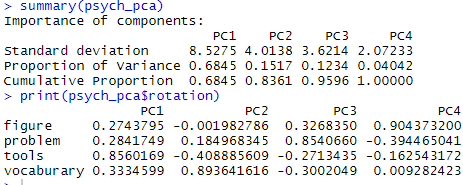 > summary(psych_pca)
Importance of components:
                          PC1    PC2    PC3     PC4
Standard deviation     8.5275 4.0138 3.6214 2.07233
Proportion of Variance 0.6845 0.1517 0.1234 0.04042
Cumulative Proportion  0.6845 0.8361 0.9596 1.00000
> print(psych_pca$rotation)
                 PC1          PC2        PC3          PC4
figure     0.2743795 -0.001982786  0.3268350  0.904373200
problem    0.2841749  0.184968345  0.8540660 -0.394465041
tools      0.8560169 -0.408885609 -0.2713435 -0.162543172
vocaburary 0.3334599  0.893641616 -0.3002049  0.009282423